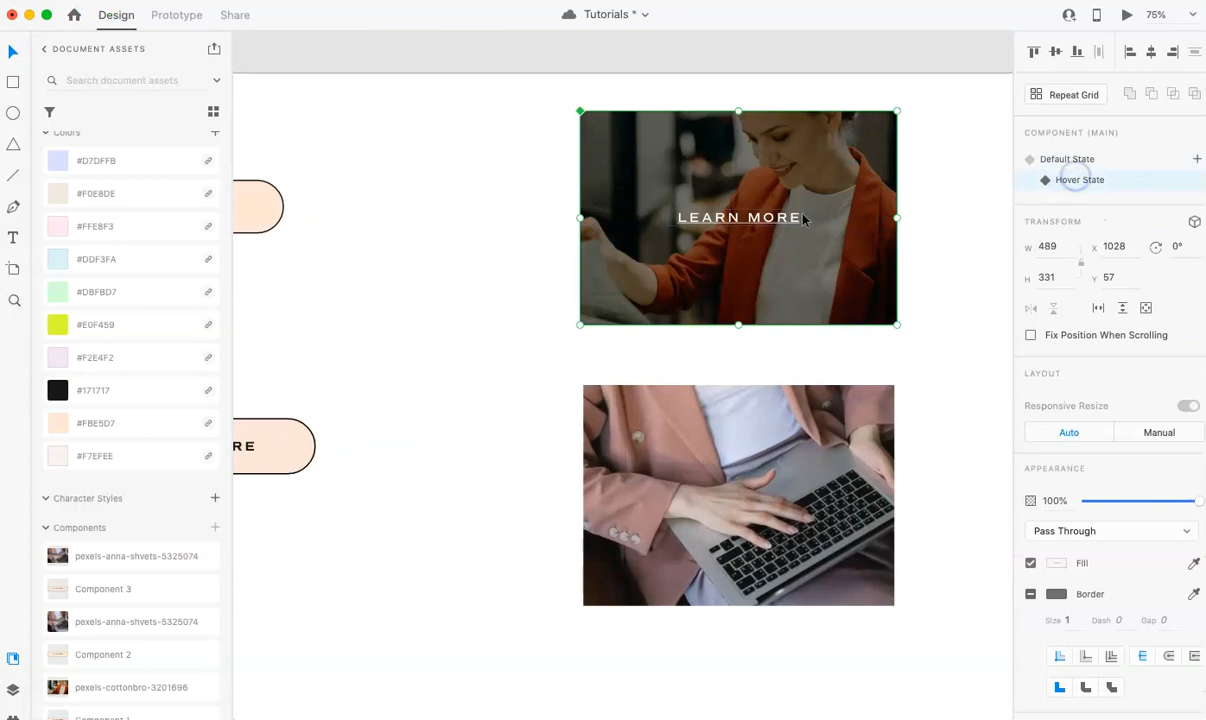 Design
Prototype
Share
Tutorials *
75%
DOCUMENT ASSETS
Search document assets
Colors
#D7DFFB
#F0E8DE
#FFE8F3
#DDF3FA
#D8FBD7
#E0F459
#F2E4F2
#171717
#FBE5D7
#F7EFEE
Character Styles
Components
pexels-anna-shvets-5325074
Component 3
pexels-anna-shvets-5325074
Component 2
pexels-cottonbro-3201696
Component 1
RE
LEARN MORE
Repeat Grid
COMPONENT (MAIN)
Default State
Hover State
TRANSFORM
W 489 X 1028 0°
H 331 Y 57
Fix Position When Scrolling
LAYOUT
Responsive Resize
Auto Manual
APPEARANCE
100%
Pass Through
Fill
Border
Size 1 Dash 0 Gap 0